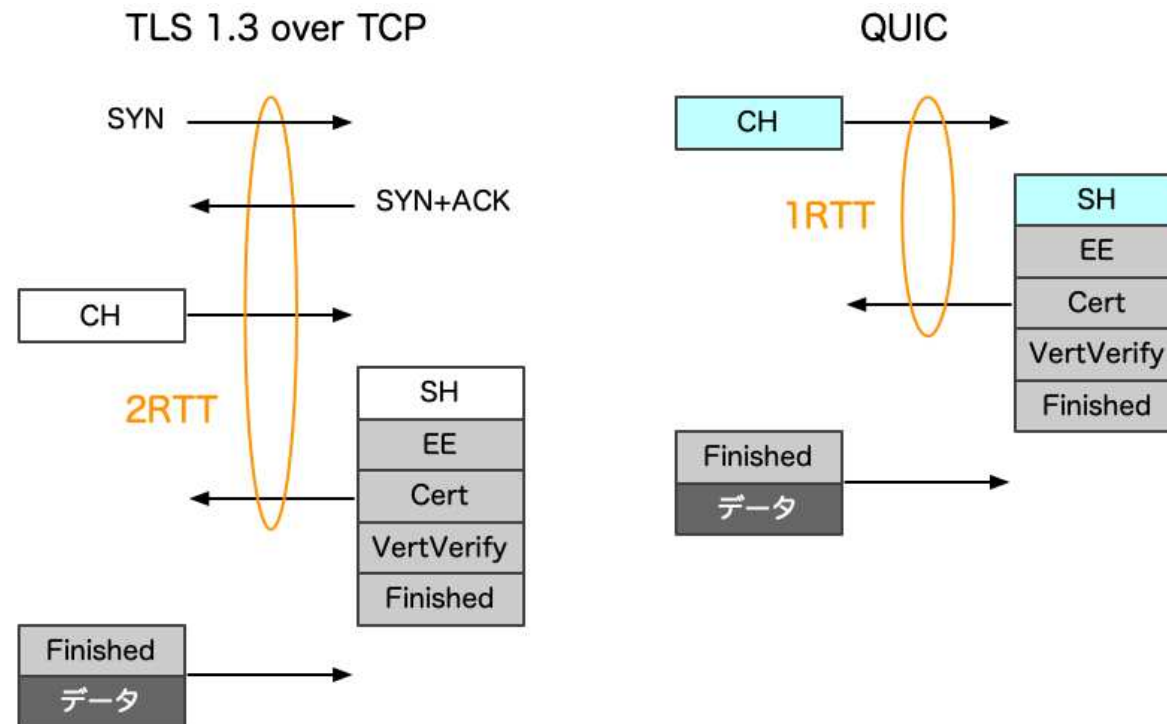 TLS 1.3 over TCP
SYN
SYN+ACK
CH
2RTT
SH
EE
Cert
VertVerify
Finished
Finished
データ
QUIC
CH
1RTT
SH
EE
Cert
VertVerify
Finished
Finished
データ